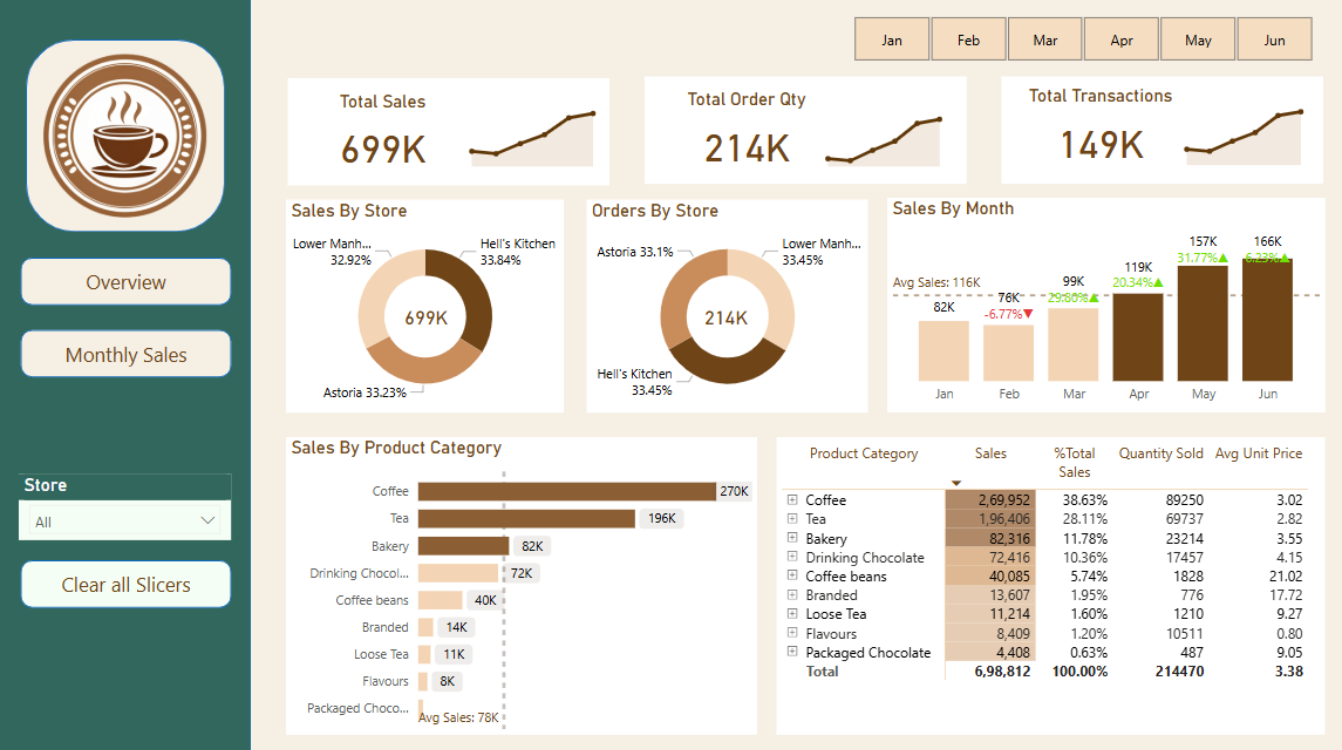 Jan Feb Mar Apr May Jun
Total Sales
699K
Total Order Qty
214K
Total Transactions
149K
Overview
Monthly Sales
Store
All
Clear all Slicers
Sales By Store
Lower Manh...
32.92%
Hell's Kitchen
33.84%
699K
Astoria 33.23%
Orders By Store
Astoria 33.1%
Lower Manh...
33.45%
214K
Hell's Kitchen
33.45%
Sales By Month
Avg Sales: 116K
82K
76K
-6.77%▼
99K
29.80%▲
119K
20.34%▲
157K
31.77%▲
166K
6.23%▲
Jan Feb Mar Apr May Jun
Sales By Product Category
Coffee 270K
Tea 196K
Bakery 82K
Drinking Chocol... 72K
Coffee beans 40K
Branded 14K
Loose Tea 11K
Flavours 8K
Packaged Choco...
Avg Sales: 78K
Product Category Sales %Total Sales Quantity Sold Avg Unit Price
Coffee 2,69,952 38.63% 89250 3.02
Tea 1,96,406 28.11% 69737 2.82
Bakery 82,316 11.78% 23214 3.55
Drinking Chocolate 72,416 10.36% 17457 4.15
Coffee beans 40,085 5.74% 1828 21.02
Branded 13,607 1.95% 776 17.72
Loose Tea 11,214 1.60% 1210 9.27
Flavours 8,409 1.20% 10511 0.80
Packaged Chocolate 4,408 0.63% 487 9.05
Total 6,98,812 100.00% 214470 3.38